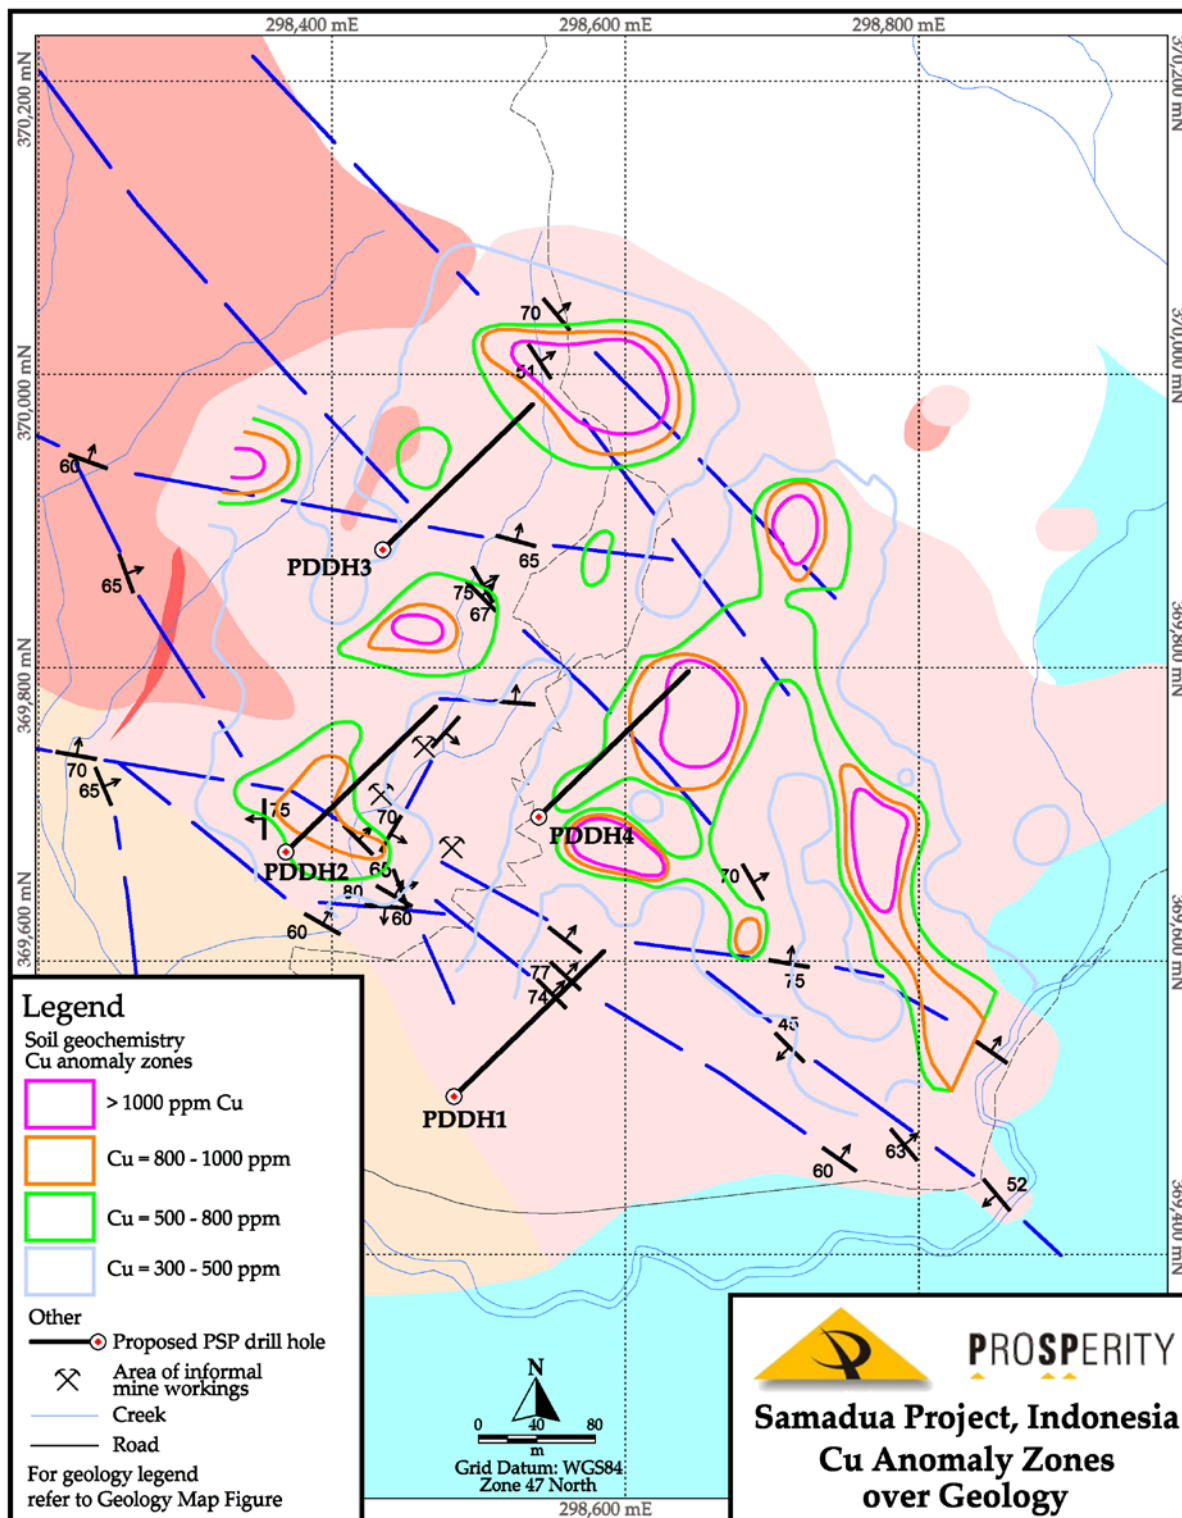 298,400 mE
298,600 mE
298,800 mE
370,200 mN
370,200 mN
70
51
370,000 mN
370,000 mN
60
65
PDDH3
65
75
67
369,800 mN
369,800 mN
70
65
75
70
PDDH4
PDDH2
65
80
60
60
70
369,600 mN
77
74
75
45
PDDH1
63
60
52
369,400 mN
Legend
Soil geochemistry
Cu anomaly zones
> 1000 ppm Cu
Cu = 800 - 1000 ppm
Cu = 500 - 800 ppm
Cu = 300 - 500 ppm
Other
Proposed PSP drill hole
Area of informal
mine workings
Creek
Road
For geology legend
refer to Geology Map Figure
N
0 40 80
m
Grid Datum: WGS84
Zone 47 North
298,600 mE
PROSPERITY
Samadua Project, Indonesia
Cu Anomaly Zones
over Geology
369,600 mN